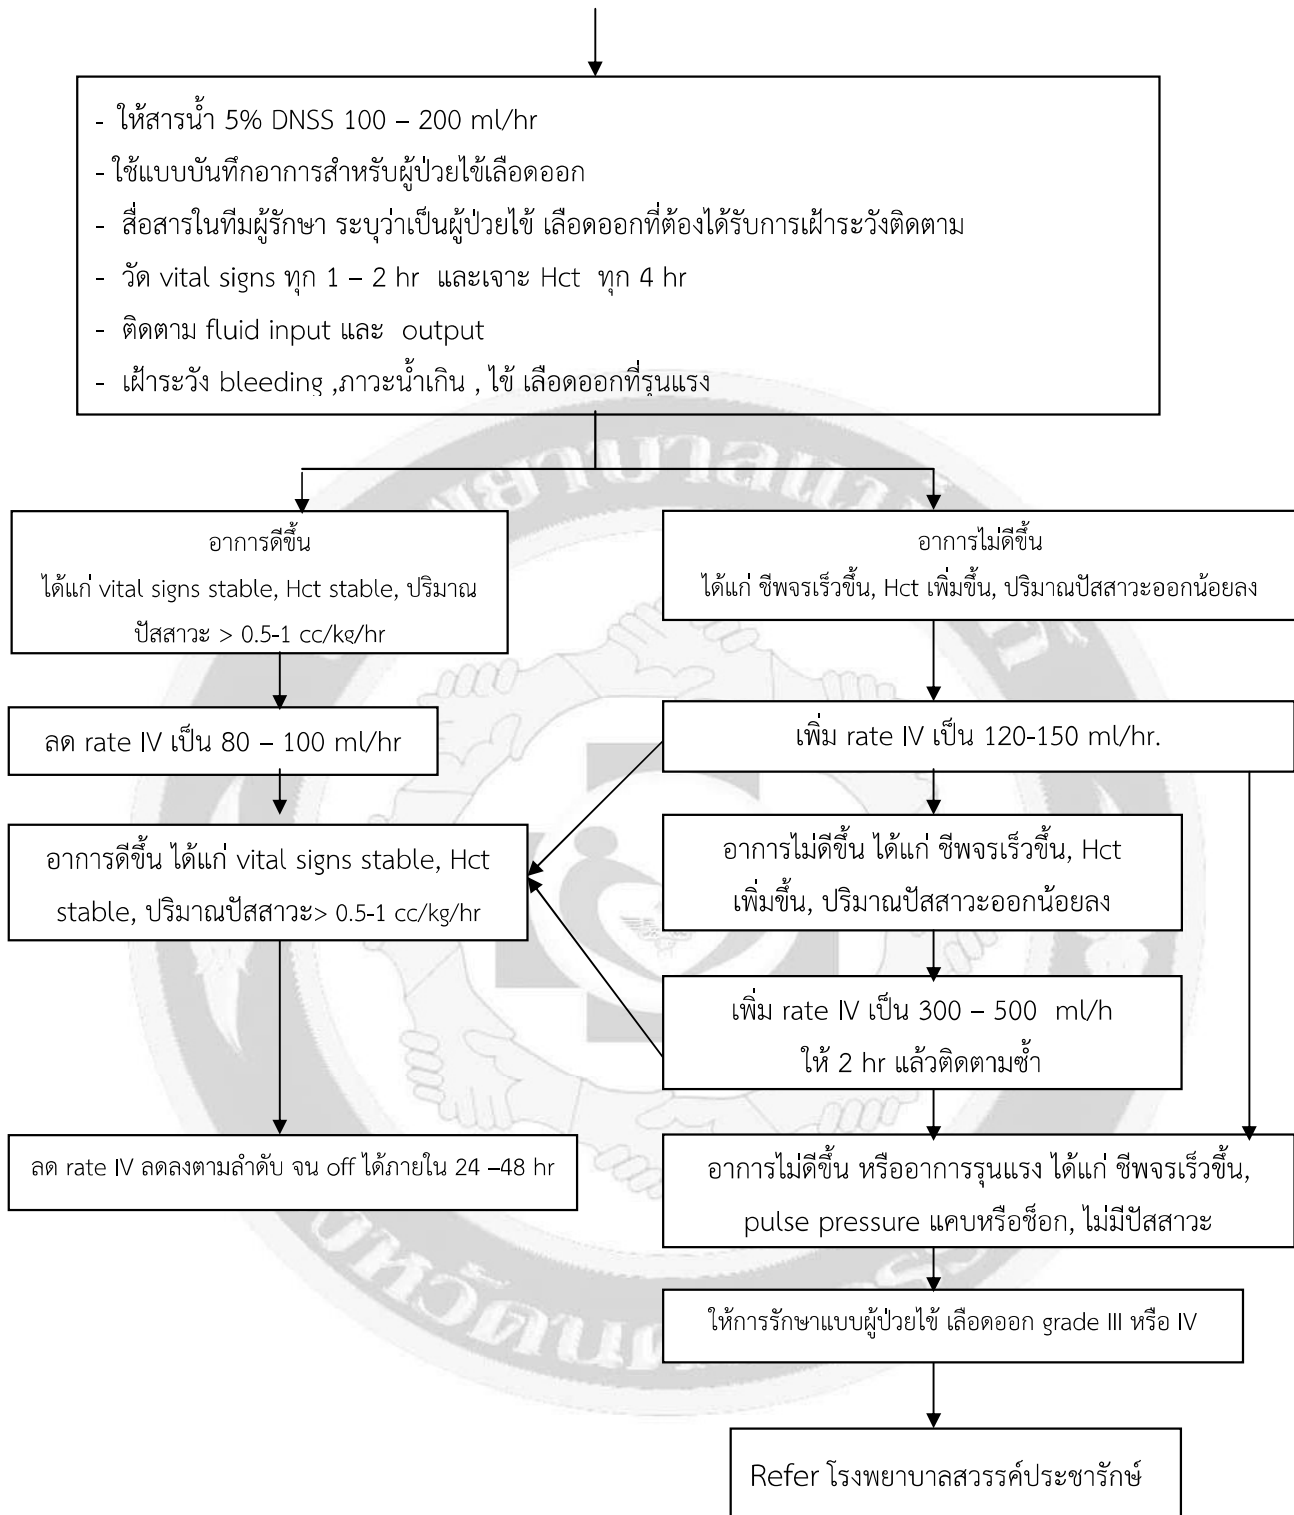 - ให้สารน้ำ 5% DNSS 100 – 200 ml/hr
- ใช้แบบบันทึกอาการสำหรับผู้ป่วยไข้เลือดออก
- สื่อสารในทีมผู้รักษา ระบุว่าเป็นผู้ป่วยไข้ เลือดออกที่ต้องได้รับการเฝ้าระวังติดตาม
- วัด vital signs ทุก 1 – 2 hr และเจาะ Hct ทุก 4 hr
- ติดตาม fluid input และ output
- เฝ้าระวัง bleeding ,ภาวะน้ำเกิน , ไข้ เลือดออกที่รุนแรง
อาการดีขึ้น
ได้แก่ vital signs stable, Hct stable, ปริมาณ
ปัสสาวะ > 0.5-1 cc/kg/hr
อาการไม่ดีขึ้น
ได้แก่ ชีพจรเร็วขึ้น, Hct เพิ่มขึ้น, ปริมาณปัสสาวะออกน้อยลง
ลด rate IV เป็น 80 – 100 ml/hr
เพิ่ม rate IV เป็น 120-150 ml/hr.
อาการดีขึ้น ได้แก่ vital signs stable, Hct
stable, ปริมาณปัสสาวะ> 0.5-1 cc/kg/hr
อาการไม่ดีขึ้น ได้แก่ ชีพจรเร็วขึ้น, Hct
เพิ่มขึ้น, ปริมาณปัสสาวะออกน้อยลง
เพิ่ม rate IV เป็น 300 – 500 ml/h
ให้ 2 hr แล้วติดตามซ้ำ
ลด rate IV ลดลงตามลำดับ จน off ได้ภายใน 24 –48 hr
อาการไม่ดีขึ้น หรืออาการรุนแรง ได้แก่ ชีพจรเร็วขึ้น,
pulse pressure แคบหรือช็อก, ไม่มีปัสสาวะ
ให้การรักษาแบบผู้ป่วยไข้ เลือดออก grade III หรือ IV
Refer โรงพยาบาลสวรรค์ประชารักษ์